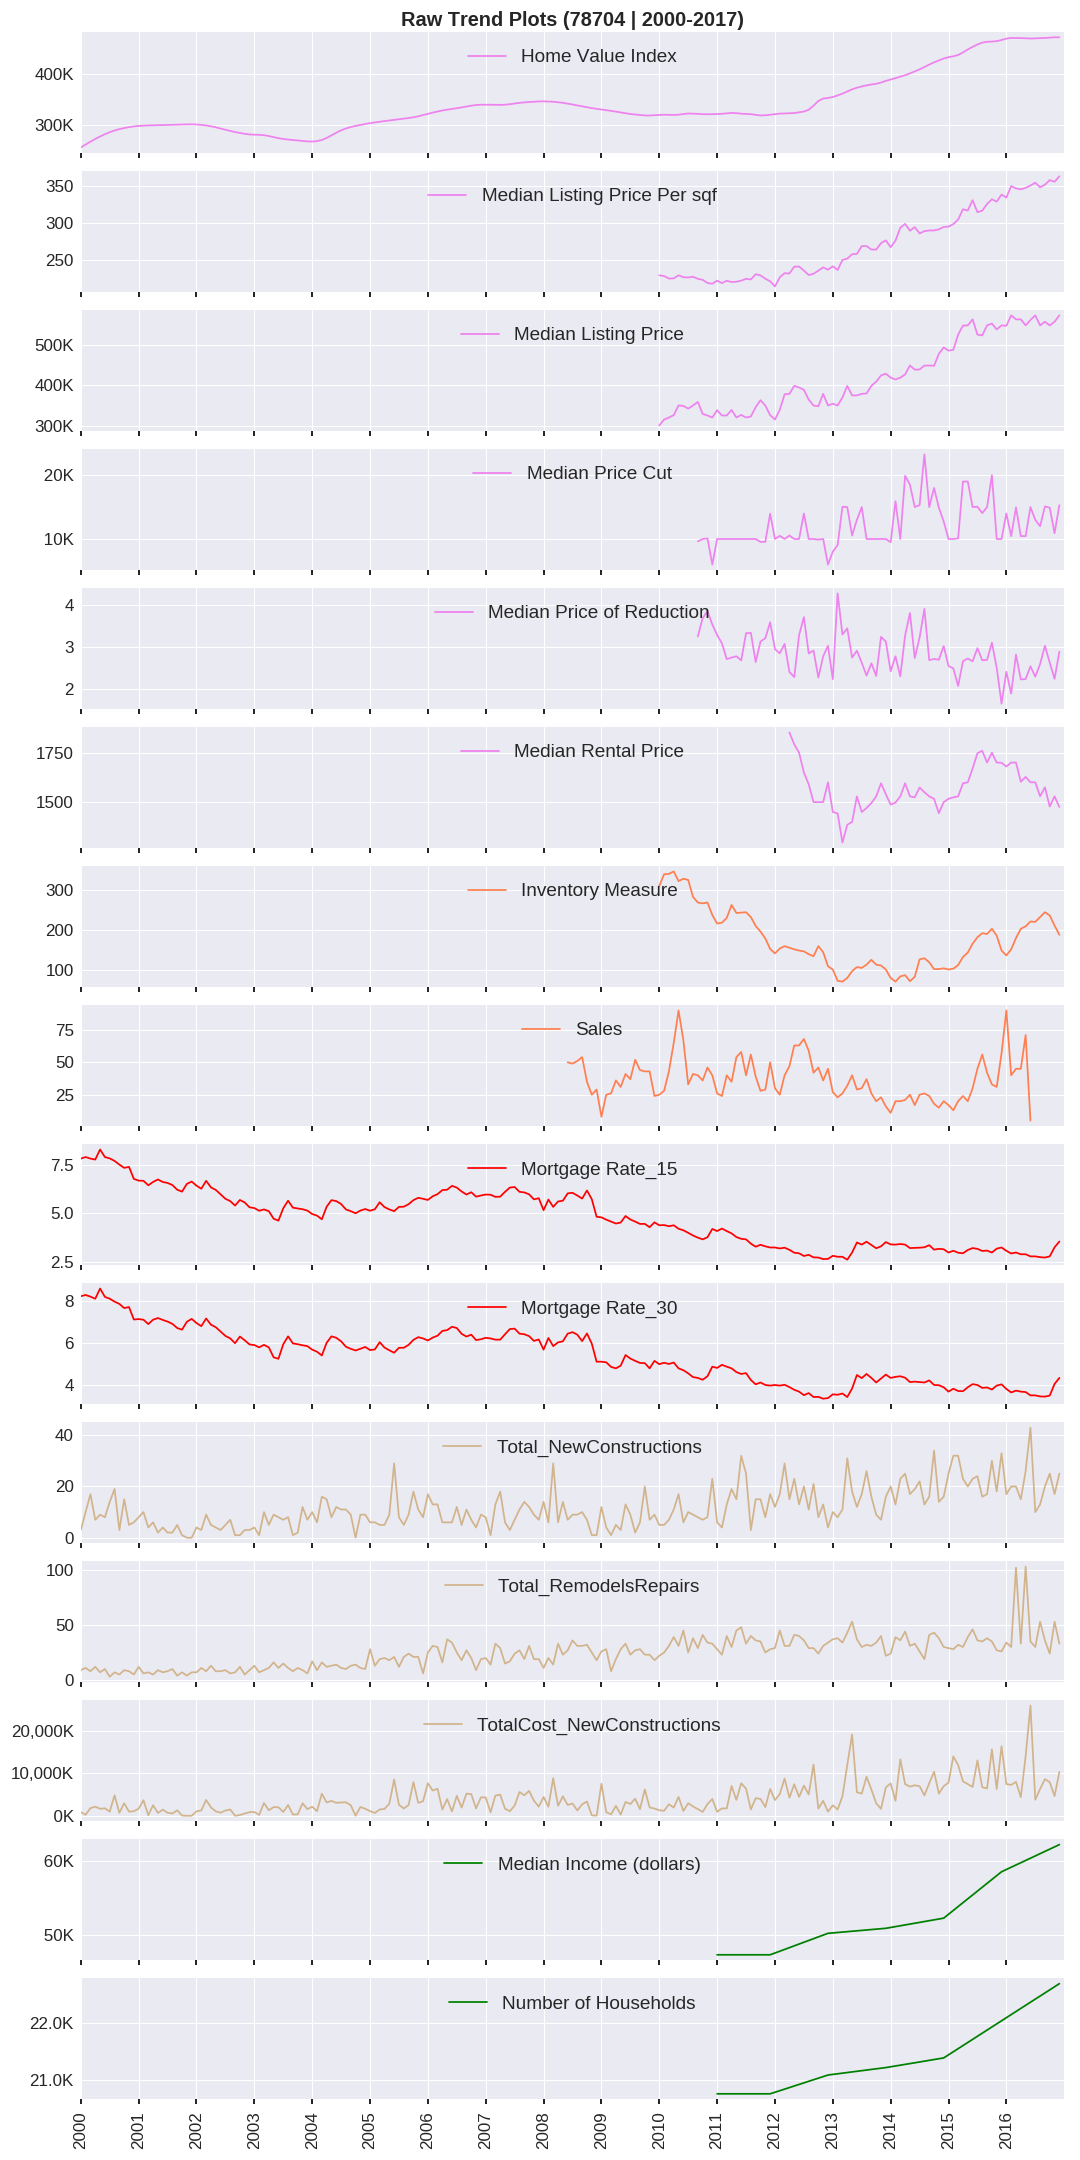 Raw Trend Plots (78704 | 2000-2017)
Home Value Index
400K
300K
Median Listing Price Per sqf
350
300
250
Median Listing Price
500K
400K
300K
Median Price Cut
20K
10K
Median Price of Reduction
4
3
2
Median Rental Price
1750
1500
Inventory Measure
300
200
100
Sales
75
50
25
Mortgage Rate_15
7.5
5.0
2.5
Mortgage Rate_30
8
6
4
Total_NewConstructions
40
20
0
Total_RemodelsRepairs
100
50
0
TotalCost_NewConstructions
20,000K
10,000K
0K
Median Income (dollars)
60K
50K
Number of Households
22.0K
21.0K
2000 2001 2002 2003 2004 2005 2006 2007 2008 2009 2010 2011 2012 2013 2014 2015 2016